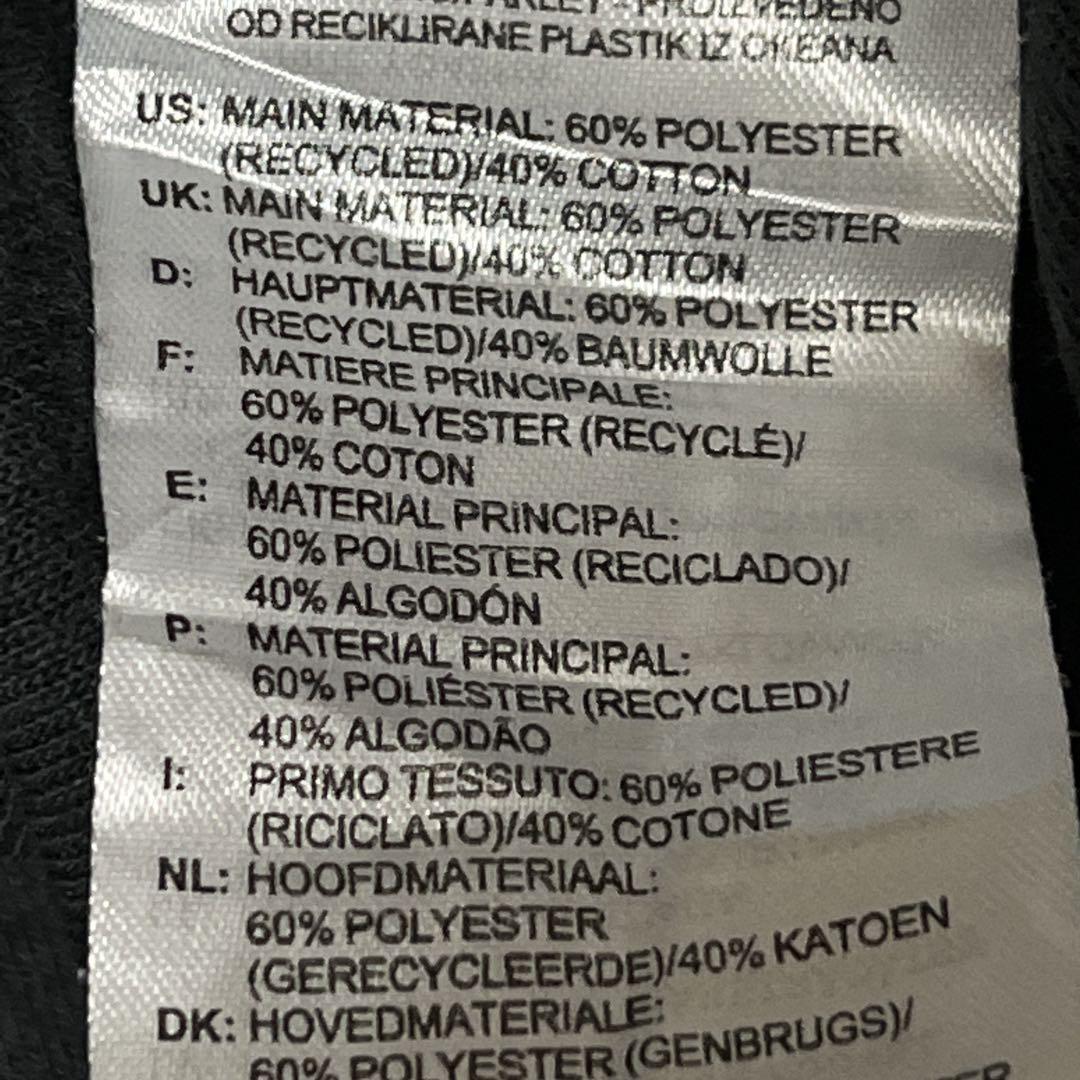 OD RECIKLIRANE PLASTIK IZ OKEANA
US: MAIN MATERIAL: 60% POLYESTER
(RECYCLED)/40% COTTON
UK: MAIN MATERIAL: 60% POLYESTER
(RECYCLED)/40% COTTON
D: HAUPTMATERIAL: 60% POLYESTER
(RECYCLED)/40% BAUMWOLLE
F: MATIERE PRINCIPALE:
60% POLYESTER (RECYCLÉ)/
40% COTON
E: MATERIAL PRINCIPAL:
60% POLIESTER (RECICLADO)/
40% ALGODÓN
P: MATERIAL PRINCIPAL:
60% POLIÉSTER (RECYCLED)/
40% ALGODÃO
I: PRIMO TESSUTO: 60% POLIESTERE
(RICICLATO)/40% COTONE
NL: HOOFDMATERIAAL:
60% POLYESTER
(GERECYCLEERDE)/40% KATOEN
DK: HOVEDMATERIALE:
60% POLYESTER (GENBRUGS)/